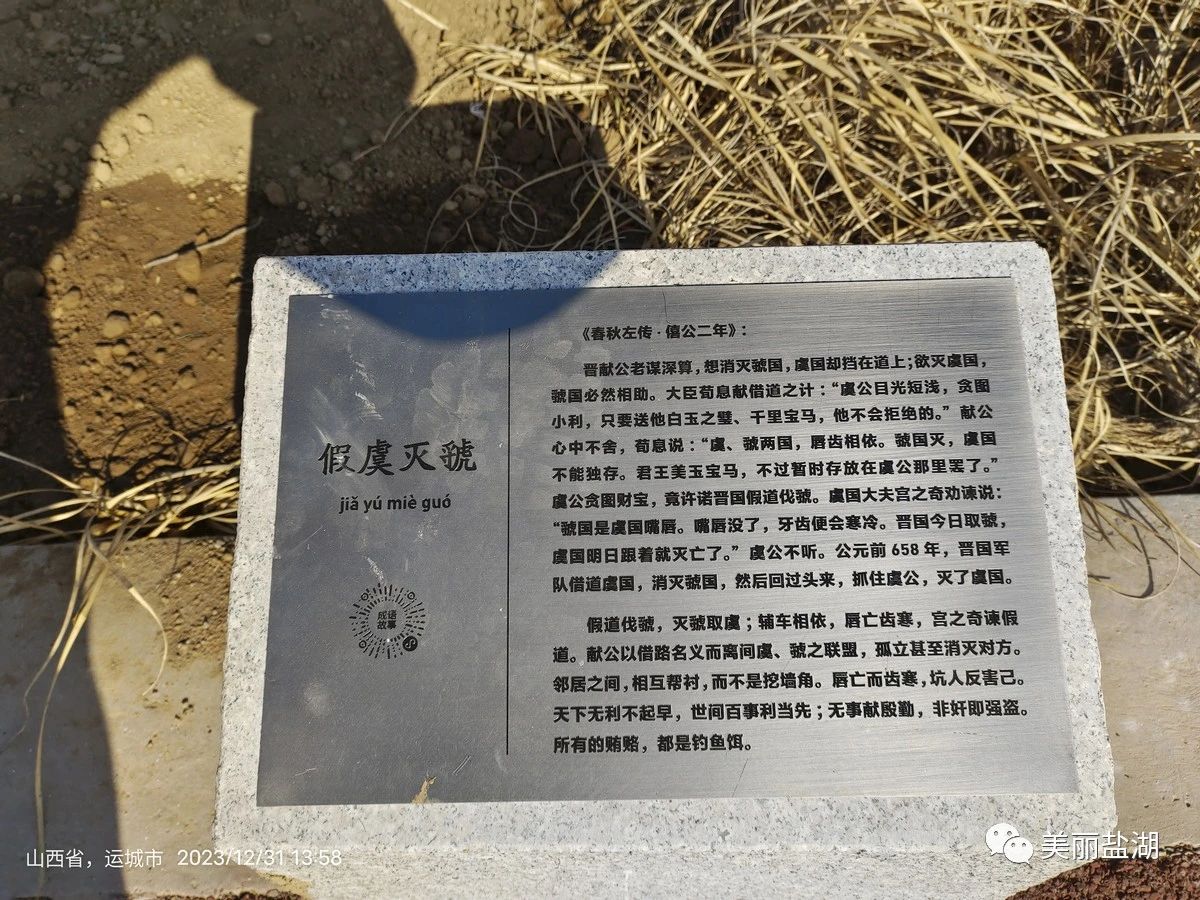 假虞灭虢
jiǎ yú miè guó
成语
故事
《春秋左传·僖公二年》：
晋献公老谋深算，想消灭虢国，虞国却挡在道上；欲灭虞国，
虢国必然相助。大臣荀息献借道之计：“虞公目光短浅，贪图
小利，只要送他白玉之璧、千里宝马，他不会拒绝的。”献公
心中不舍，荀息说：“虞、虢两国，唇齿相依。虢国灭，虞国
不能独存。君王美玉宝马，不过暂时存放在虞公那里罢了。”
虞公贪图财宝，竟许诺晋国假道伐虢。虞国大夫宫之奇劝谏说：
“虢国是虞国嘴唇。嘴唇没了，牙齿便会寒冷。晋国今日取虢，
虞国明日跟着就灭亡了。”虞公不听。公元前 658 年，晋国军
队借道虞国，消灭虢国，然后回过头来，抓住虞公，灭了虞国。
假道伐虢，灭虢取虞；辅车相依，唇亡齿寒，宫之奇谏假
道。献公以借路名义而离间虞、虢之联盟，孤立甚至消灭对方。
邻居之间，相互帮衬，而不是挖墙角。唇亡而齿寒，坑人反害己。
天下无利不起早，世间百事利当先；无事献殷勤，非奸即强盗。
所有的贿赂，都是钓鱼饵。
山西省，运城市 2023/12/31 13:58
美丽盐湖